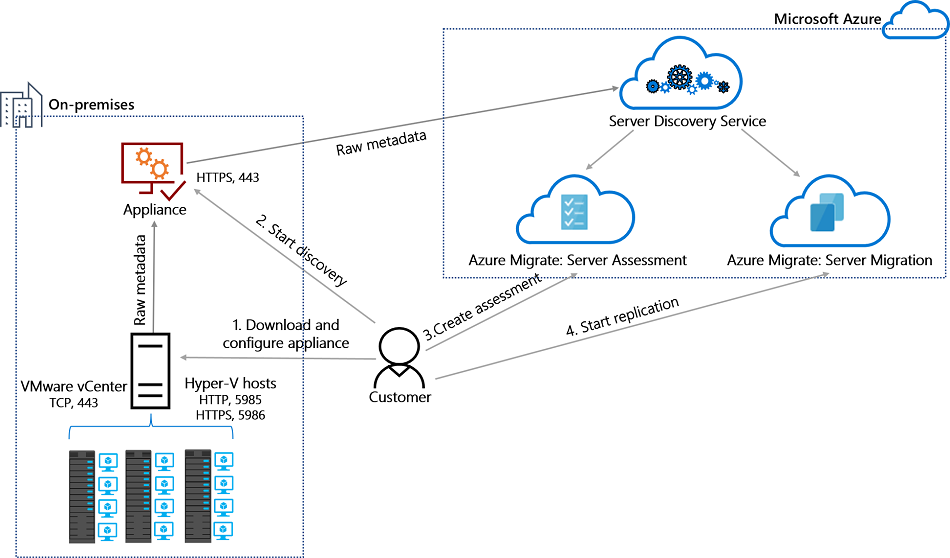 Microsoft Azure
On-premises
Server Discovery Service
Raw metadata
HTTPS, 443
Appliance
2. Start discovery
Azure Migrate: Server Assessment
Azure Migrate: Server Migration
Raw metadata
3.Create assessment
4. Start replication
1. Download and
configure appliance
VMware vCenter
TCP, 443
Hyper-V hosts
HTTP, 5985
HTTPS, 5986
Customer